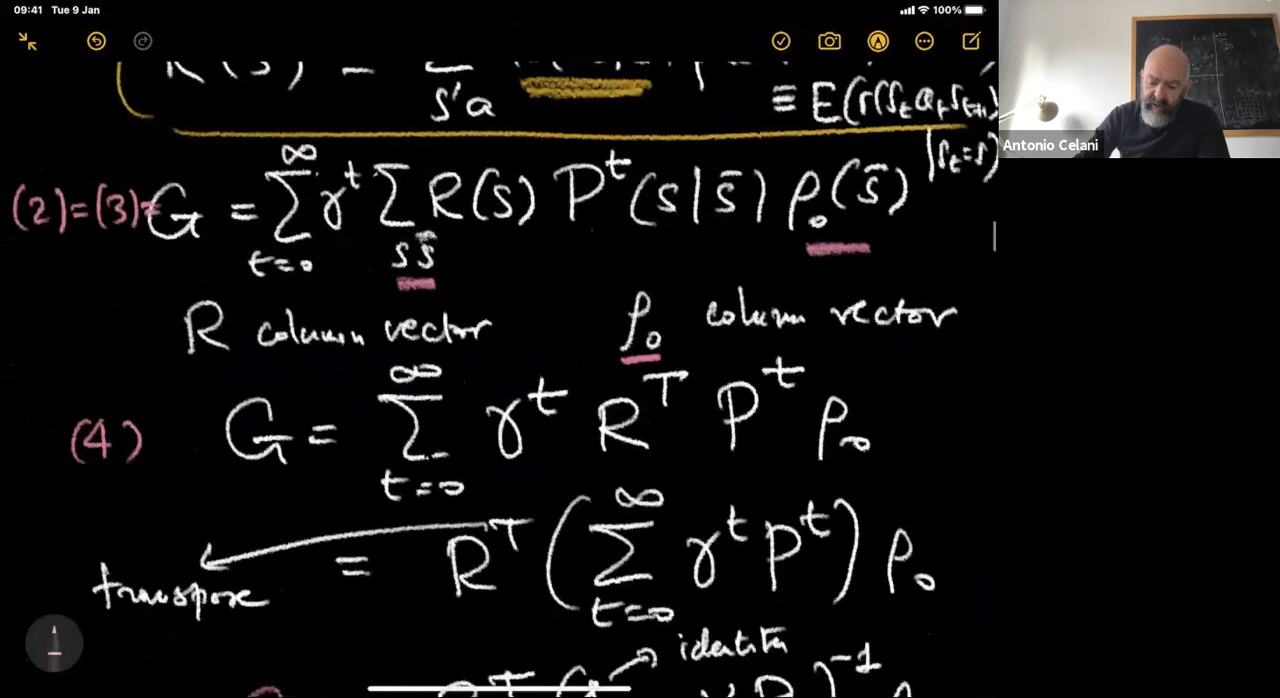 09:41 Tue 9 Jan
100%
Antonio Celani
R(s) = Σ
s'a
≡ E(r(s_t a_t s_{t+1})
|s_t=s)
(2)=(3)= G = Σ_{t=0}^{∞} γ^t Σ_{s s̄} R(s) P^t(s|s̄) ρ_0(s̄)
R column vector ρ_0 column vector
(4) G = Σ_{t=0}^{∞} γ^t R^T P^t ρ_0
= R^T (Σ_{t=0}^{∞} γ^t P^t) ρ_0
transpose
identity